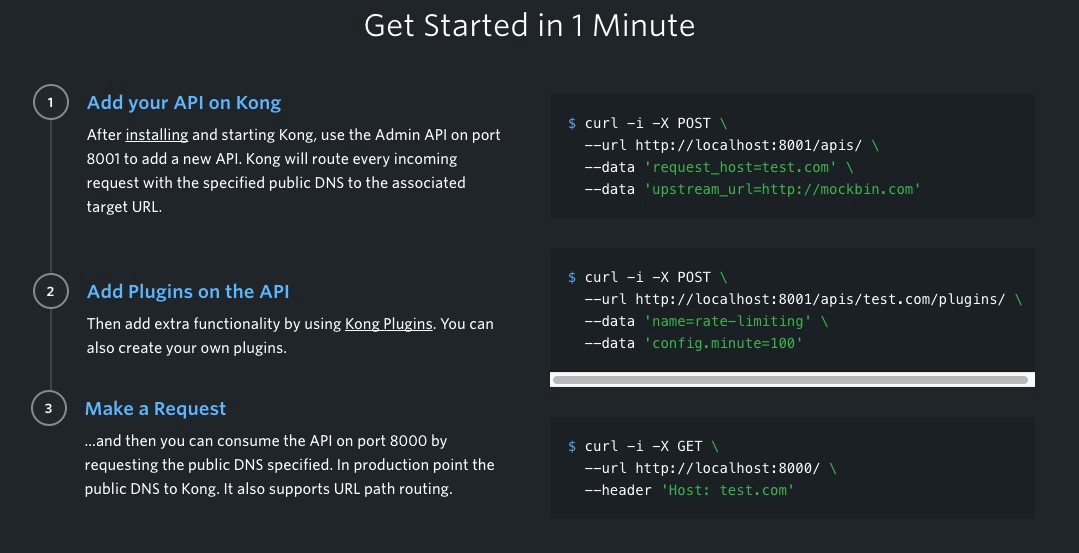 Get Started in 1 Minute
1
Add your API on Kong
After installing and starting Kong, use the Admin API on port
8001 to add a new API. Kong will route every incoming
request with the specified public DNS to the associated
target URL.
$ curl -i -X POST \
--url http://localhost:8001/apis/ \
--data 'request_host=test.com' \
--data 'upstream_url=http://mockbin.com'
2
Add Plugins on the API
Then add extra functionality by using Kong Plugins. You can
also create your own plugins.
$ curl -i -X POST \
--url http://localhost:8001/apis/test.com/plugins/ \
--data 'name=rate-limiting' \
--data 'config.minute=100'
3
Make a Request
...and then you can consume the API on port 8000 by
requesting the public DNS specified. In production point the
public DNS to Kong. It also supports URL path routing.
$ curl -i -X GET \
--url http://localhost:8000/ \
--header 'Host: test.com'